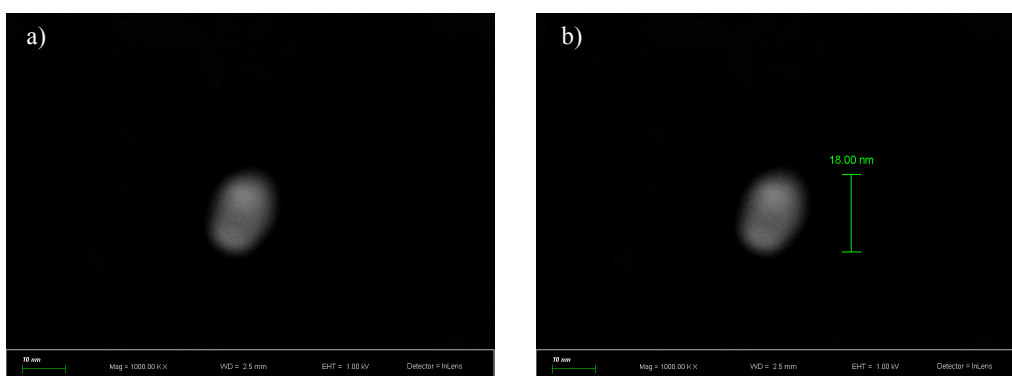 a)
10 nm
Mag = 1000.00 K X WD = 2.5 mm EHT = 1.00 kV Detector = InLens
b)
18.00 nm
10 nm
Mag = 1000.00 K X WD = 2.5 mm EHT = 1.00 kV Detector = InLens